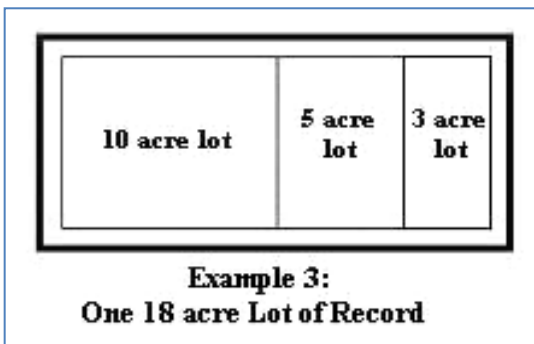 10 acre lot
5 acre
lot
3 acre
lot
Example 3:
One 18 acre Lot of Record